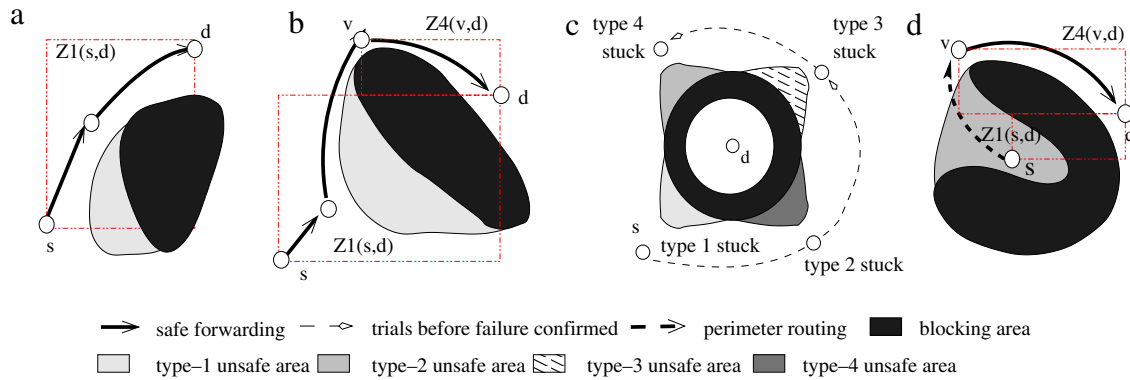 a
d
Z1(s,d)
s
b
v
Z4(v,d)
d
Z1(s,d)
s
c
type 4
stuck
type 3
stuck
d
s
type 1 stuck
type 2 stuck
d
v
Z4(v,d)
d
Z1(s,d)
s
safe forwarding
trials before failure confirmed
perimeter routing
blocking area
type–1 unsafe area
type–2 unsafe area
type–3 unsafe area
type–4 unsafe area